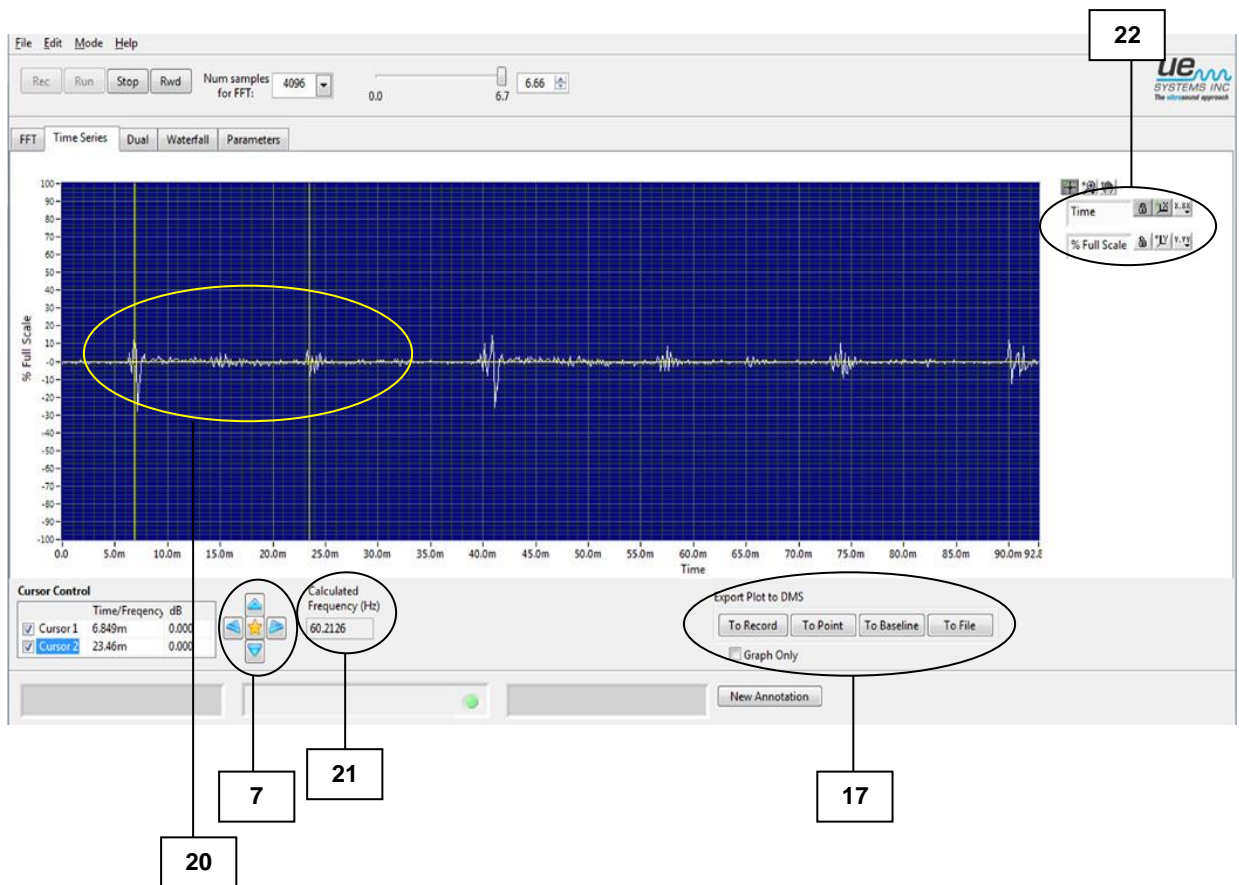 22
File Edit Mode Help
Rec Run Stop Rwd Num samples for FFT: 4096 0.0 6.7 6.66
ue
SYSTEMS INC
The ultrasound approach
FFT Time Series Dual Waterfall Parameters
100
90
80
70
60
50
40
30
20
10
-0
-10
-20
-30
-40
-50
-60
-70
-80
-90
-100
% Full Scale
Time x.xx
% Full Scale Y Y.YY
0.0 5.0m 10.0m 15.0m 20.0m 25.0m 30.0m 35.0m 40.0m 45.0m 50.0m 55.0m 60.0m 65.0m 70.0m 75.0m 80.0m 85.0m 90.0m 92.8
Time
Cursor Control
Time/Freqency dB
Cursor 1 6.849m 0.000
Cursor 2 23.46m 0.000
Calculated
Frequency (Hz)
60.2126
Export Plot to DMS
To Record To Point To Baseline To File
Graph Only
New Annotation
7
21
17
20